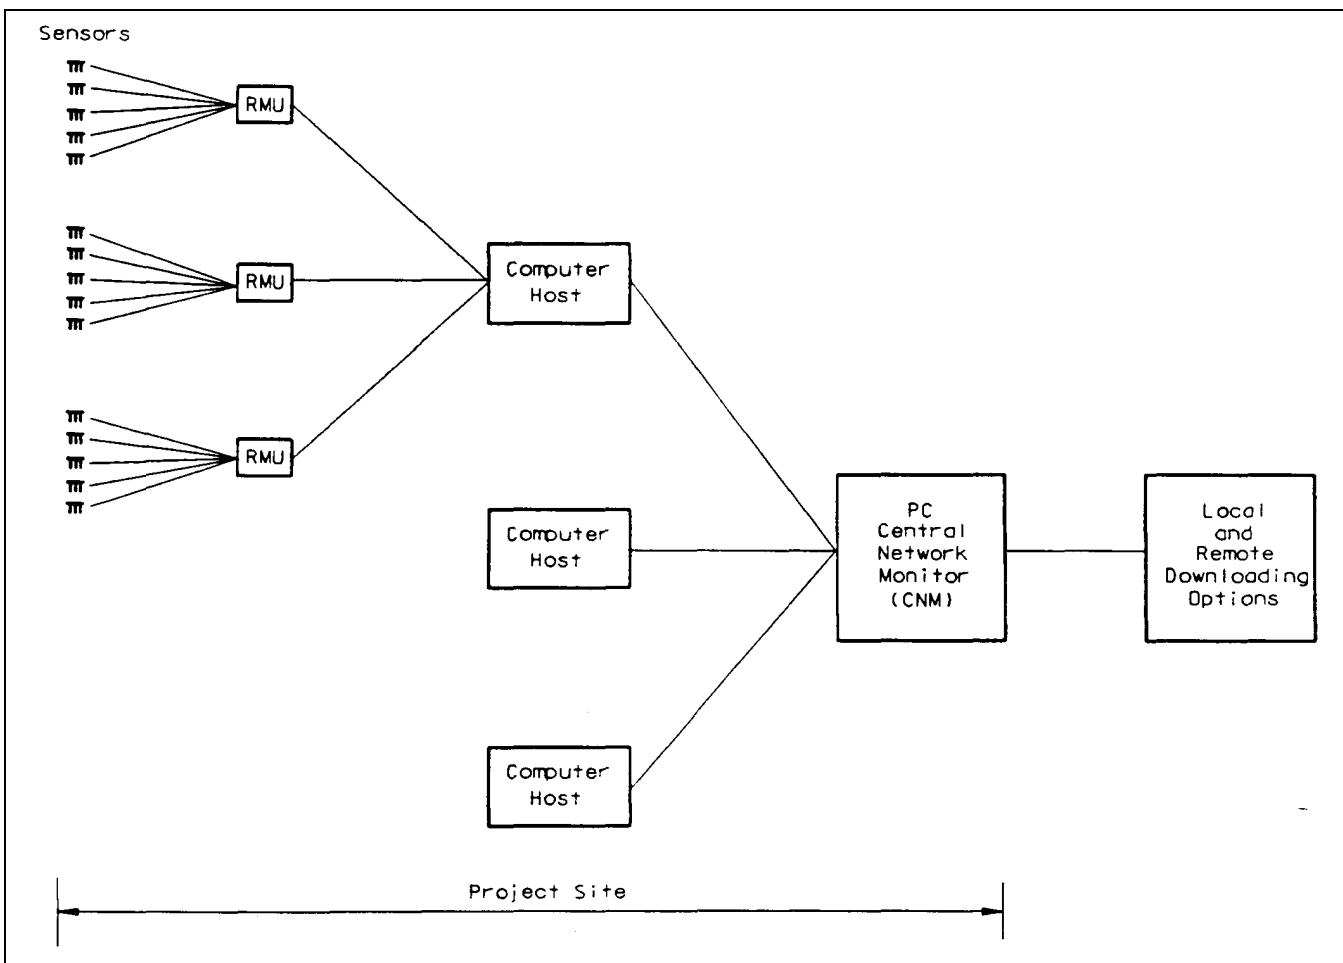 Sensors
RMU
RMU
RMU
Computer
Host
Computer
Host
Computer
Host
PC
Central
Network
Monitor
(CNM)
Local
and
Remote
Downloading
Options
Project Site